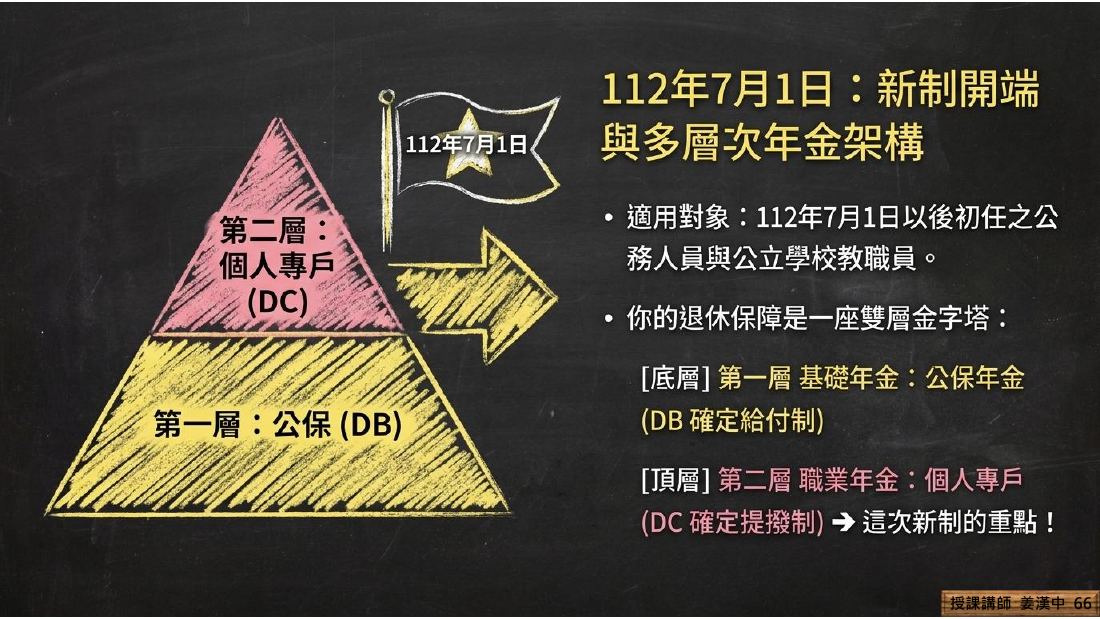 112年7月1日：新制開端
與多層次年金架構
112年7月1日
第二層：
個人專戶
(DC)
第一層：公保 (DB)
• 適用對象：112年7月1日以後初任之公
務人員與公立學校教職員。
• 你的退休保障是一座雙層金字塔：
[底層] 第一層 基礎年金：公保年金
(DB 確定給付制)
[頂層] 第二層 職業年金：個人專戶
(DC 確定提撥制) ➔ 這次新制的重點！
授課講師 姜漢中 66